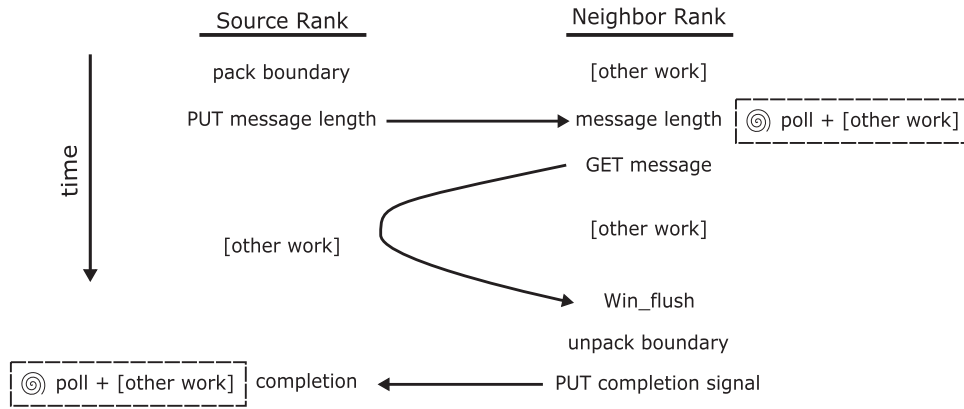 Source Rank Neighbor Rank
pack boundary [other work]
PUT message length message length poll + [other work]
GET message
time
[other work] [other work]
Win_flush
unpack boundary
poll + [other work] completion PUT completion signal